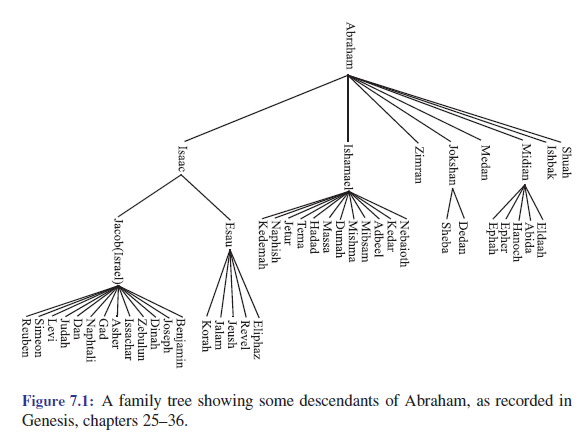 Abraham
Isaac
Ishamael
Zimran
Jokshan
Medan
Midian
Ishbak
Shuah
Jacob(Israel)
Esau
Kedemah
Naphish
Jetur
Tema
Hadad
Massa
Dumah
Mishma
Mibsam
Adbeel
Kedar
Nebaioth
Sheba
Dedan
Ephah
Epher
Hanoch
Abida
Eldaah
Reuben
Simeon
Levi
Judah
Dan
Naphtali
Gad
Asher
Issachar
Zebulun
Dinah
Joseph
Benjamin
Korah
Jalam
Jeush
Revel
Eliphaz
Figure 7.1: A family tree showing some descendants of Abraham, as recorded in
Genesis, chapters 25–36.